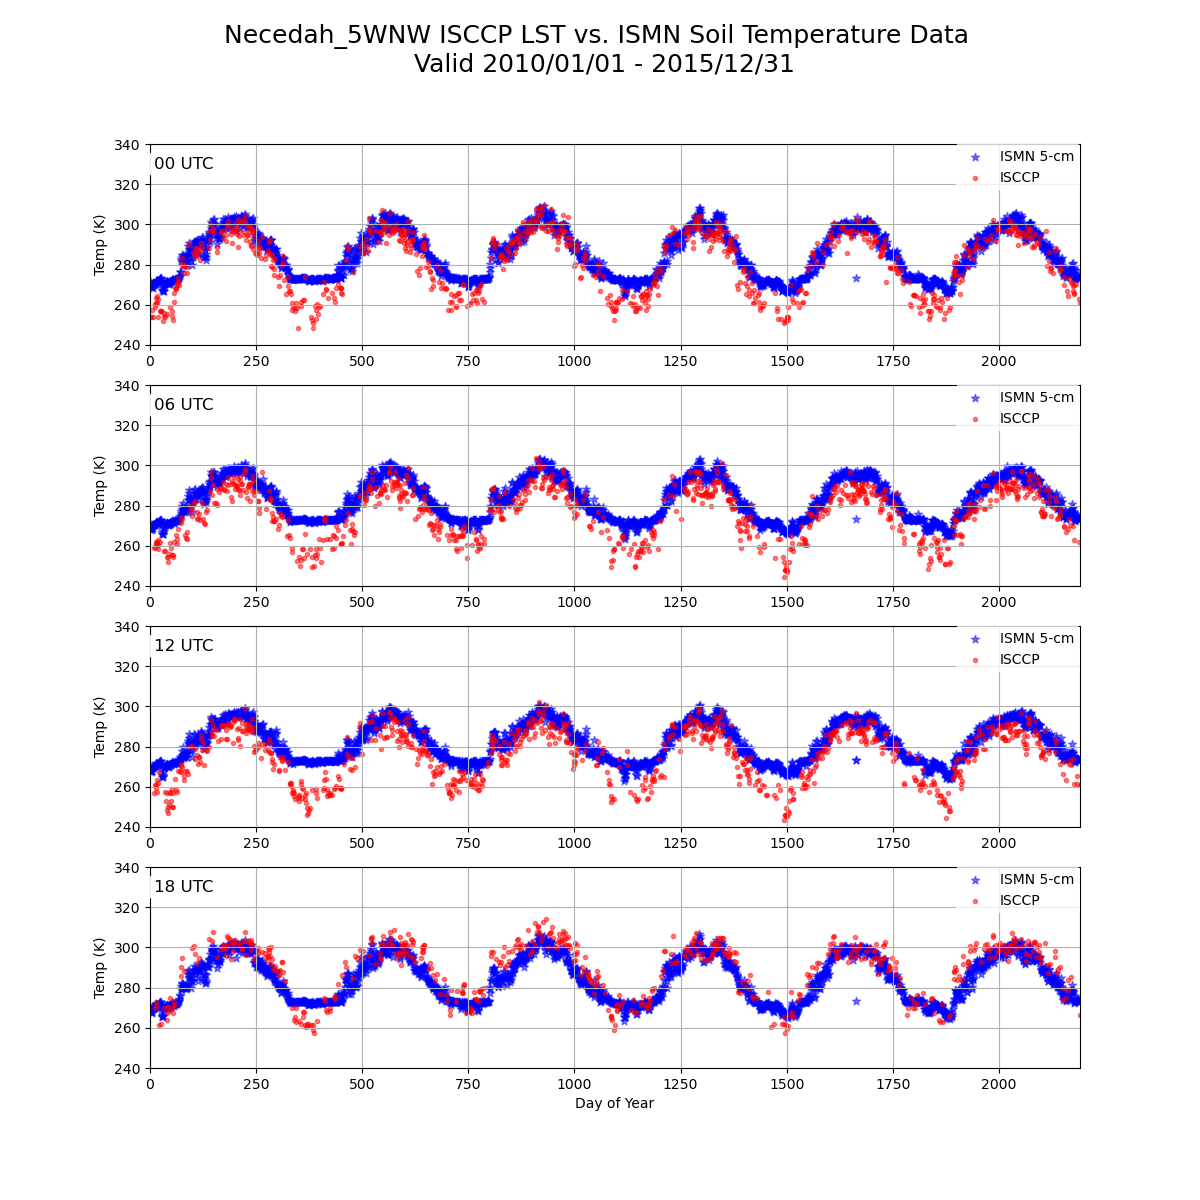 Necedah_5WNW ISCCP LST vs. ISMN Soil Temperature Data
Valid 2010/01/01 - 2015/12/31
340
320
300
280
260
240
Temp (K)
00 UTC
ISMN 5-cm
ISCCP
0 250 500 750 1000 1250 1500 1750 2000
340
320
300
280
260
240
Temp (K)
06 UTC
ISMN 5-cm
ISCCP
0 250 500 750 1000 1250 1500 1750 2000
340
320
300
280
260
240
Temp (K)
12 UTC
ISMN 5-cm
ISCCP
0 250 500 750 1000 1250 1500 1750 2000
340
320
300
280
260
240
Temp (K)
18 UTC
ISMN 5-cm
ISCCP
0 250 500 750 1000 1250 1500 1750 2000
Day of Year